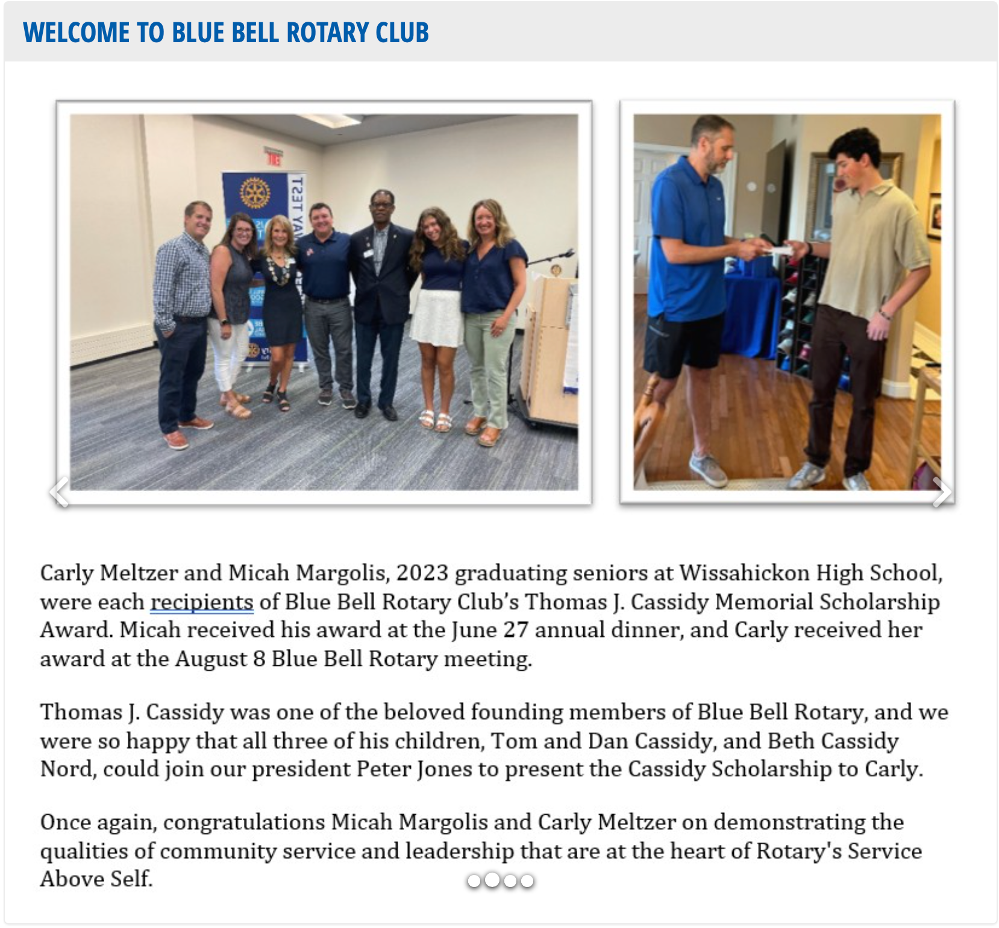 WELCOME TO BLUE BELL ROTARY CLUB
TEST
WAY
Carly Meltzer and Micah Margolis, 2023 graduating seniors at Wissahickon High School,
were each recipients of Blue Bell Rotary Club’s Thomas J. Cassidy Memorial Scholarship
Award. Micah received his award at the June 27 annual dinner, and Carly received her
award at the August 8 Blue Bell Rotary meeting.
Thomas J. Cassidy was one of the beloved founding members of Blue Bell Rotary, and we
were so happy that all three of his children, Tom and Dan Cassidy, and Beth Cassidy
Nord, could join our president Peter Jones to present the Cassidy Scholarship to Carly.
Once again, congratulations Micah Margolis and Carly Meltzer on demonstrating the
qualities of community service and leadership that are at the heart of Rotary's Service
Above Self.